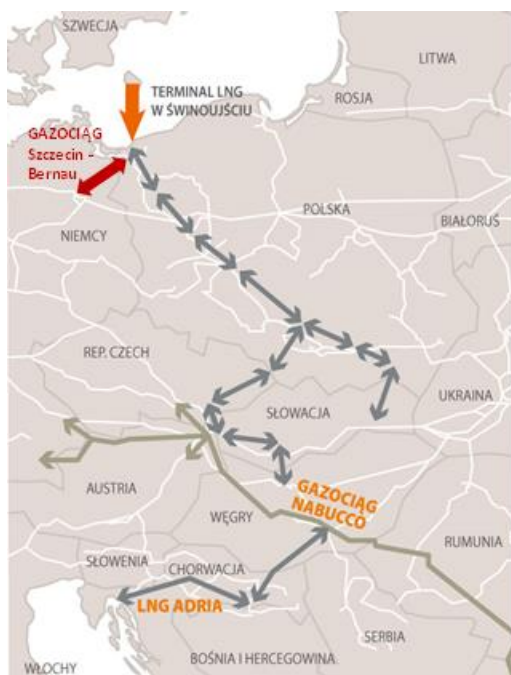 SZWECJA
LITWA
TERMINAL LNG
W ŚWINOUJŚCIU
ROSJA
GAZOCIĄG
Szczecin –
Bernau
POLSKA
BIAŁORUŚ
NIEMCY
REP. CZECH
UKRAINA
SŁOWACJA
AUSTRIA
GAZOCIĄG
NABUCCO
WĘGRY
RUMUNIA
SŁOWENIA
CHORWACJA
LNG ADRIA
SERBIA
BOŚNIA I HERCEGOWINA
WŁOCHY